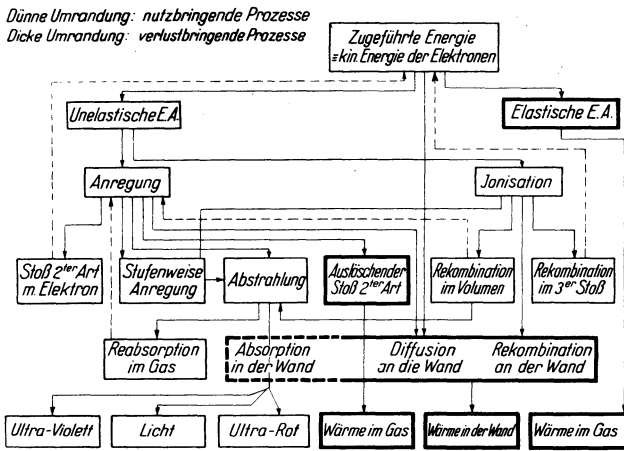 Dünne Umrandung: nutzbringende Prozesse
Dicke Umrandung: verlustbringende Prozesse
Zugeführte Energie
≡kin. Energie der Elektronen
Unelastische E.A.
Elastische E.A.
Anregung
Jonisation
Stoß 2ter Art
m. Elektron
Stufenweise
Anregung
Abstrahlung
Auslöschender
Stoß 2ter Art
Rekombination
im Volumen
Rekombination
im 3er Stoß
Reabsorption
im Gas
Absorption
in der Wand
Diffusion
an die Wand
Rekombination
an der Wand
Ultra-Violett
Licht
Ultra-Rot
Wärme im Gas
Wärme in der Wand
Wärme im Gas